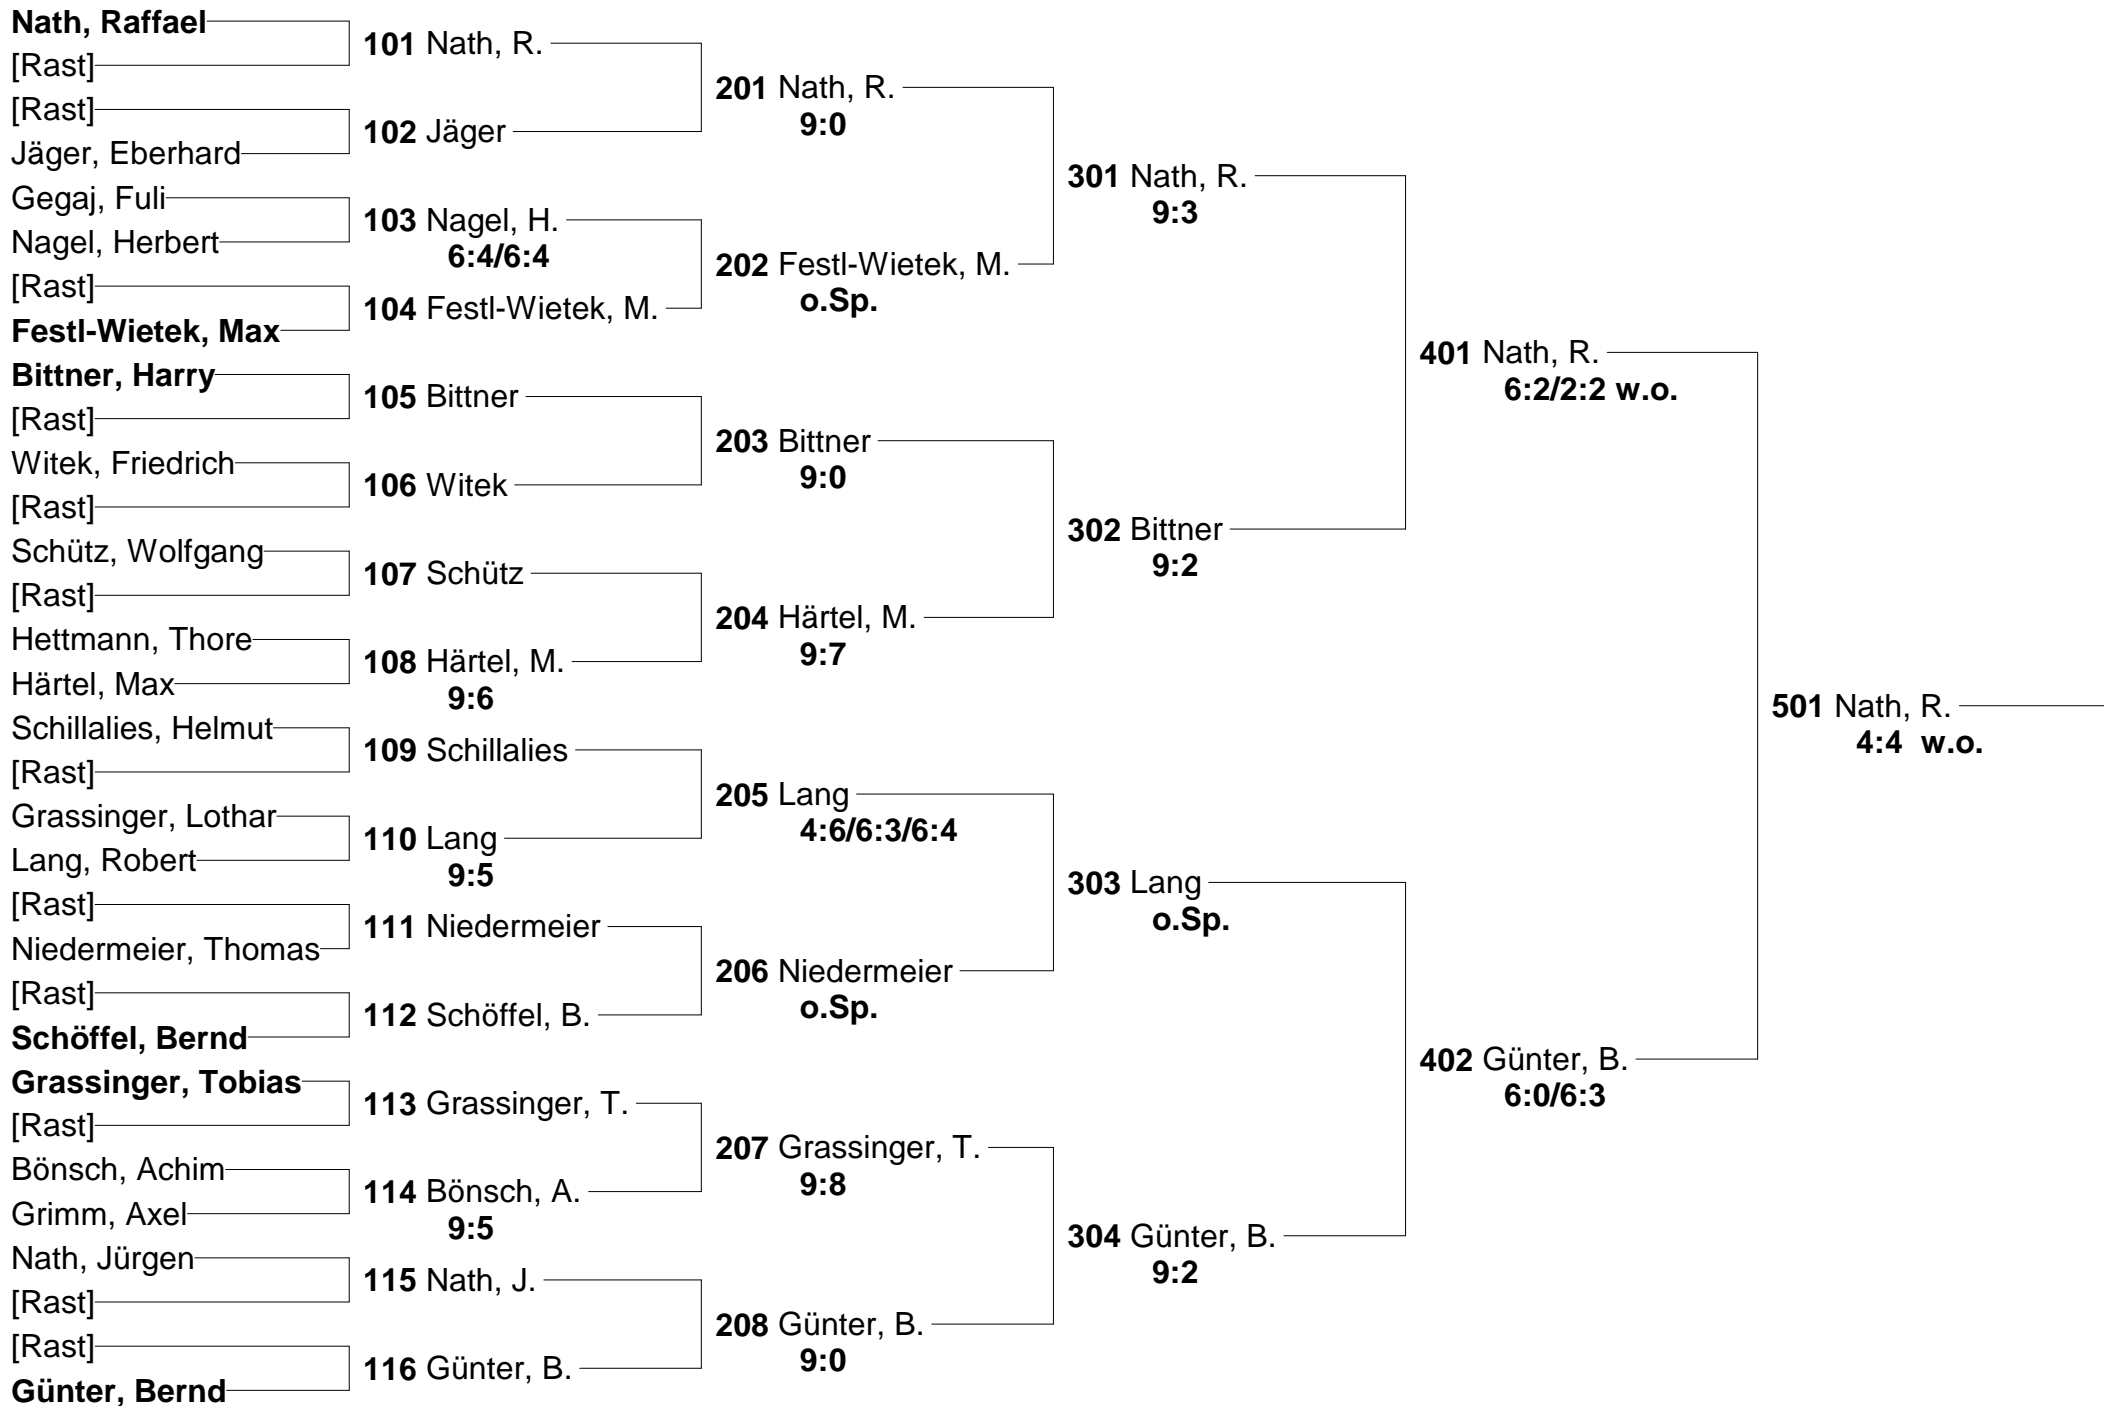 Nath, Raffael
[Rast]
[Rast]
Jäger, Eberhard
Gegaj, Fuli
Nagel, Herbert
[Rast]
Festl-Wietek, Max
Bittner, Harry
[Rast]
Witek, Friedrich
[Rast]
Schütz, Wolfgang
[Rast]
Hettmann, Thore
Härtel, Max
Schillalies, Helmut
[Rast]
Grassinger, Lothar
Lang, Robert
[Rast]
Niedermeier, Thomas
[Rast]
Schöffel, Bernd
Grassinger, Tobias
[Rast]
Bönsch, Achim
Grimm, Axel
Nath, Jürgen
[Rast]
[Rast]
Günter, Bernd
101 Nath, R.
102 Jäger
103 Nagel, H.
6:4/6:4
104 Festl-Wietek, M.
105 Bittner
106 Witek
107 Schütz
108 Härtel, M.
9:6
109 Schillalies
110 Lang
9:5
111 Niedermeier
112 Schöffel, B.
113 Grassinger, T.
114 Bönsch, A.
9:5
115 Nath, J.
116 Günter, B.
201 Nath, R.
9:0
202 Festl-Wietek, M.
o.Sp.
203 Bittner
9:0
204 Härtel, M.
9:7
205 Lang
4:6/6:3/6:4
206 Niedermeier
o.Sp.
207 Grassinger, T.
9:8
208 Günter, B.
9:0
301 Nath, R.
9:3
302 Bittner
9:2
303 Lang
o.Sp.
304 Günter, B.
9:2
401 Nath, R.
6:2/2:2 w.o.
402 Günter, B.
6:0/6:3
501 Nath, R.
4:4 w.o.